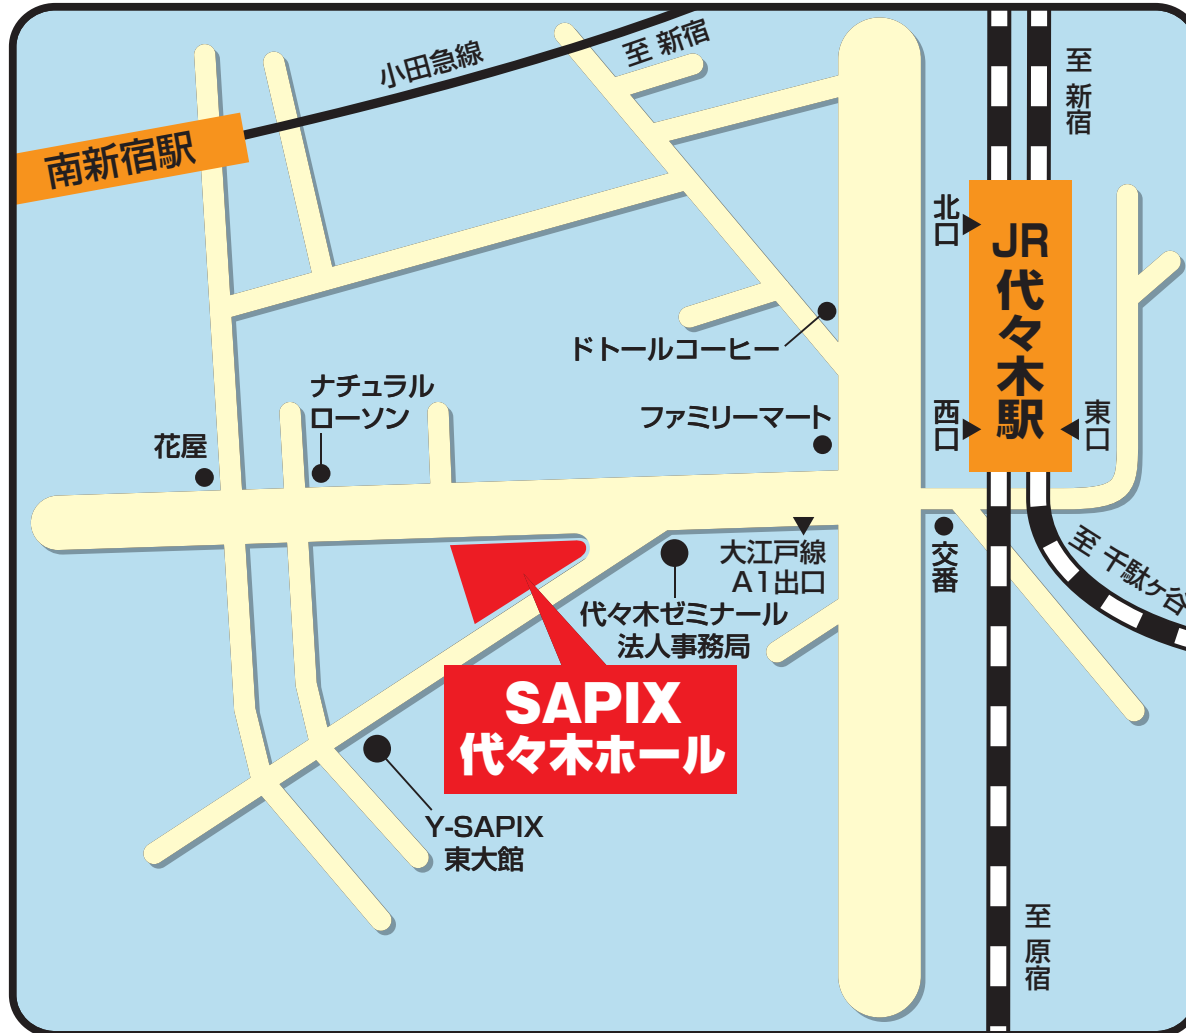 小田急線
至 新宿
至 新宿
南新宿駅
北口
JR
代々木駅
ドトールコーヒー
ナチュラル
ローソン
花屋
ファミリーマート
西口
東口
大江戸線
A1出口
交番
至 千駄ヶ谷
代々木ゼミナール
法人事務局
SAPIX
代々木ホール
Y-SAPIX
東大館
至 原宿